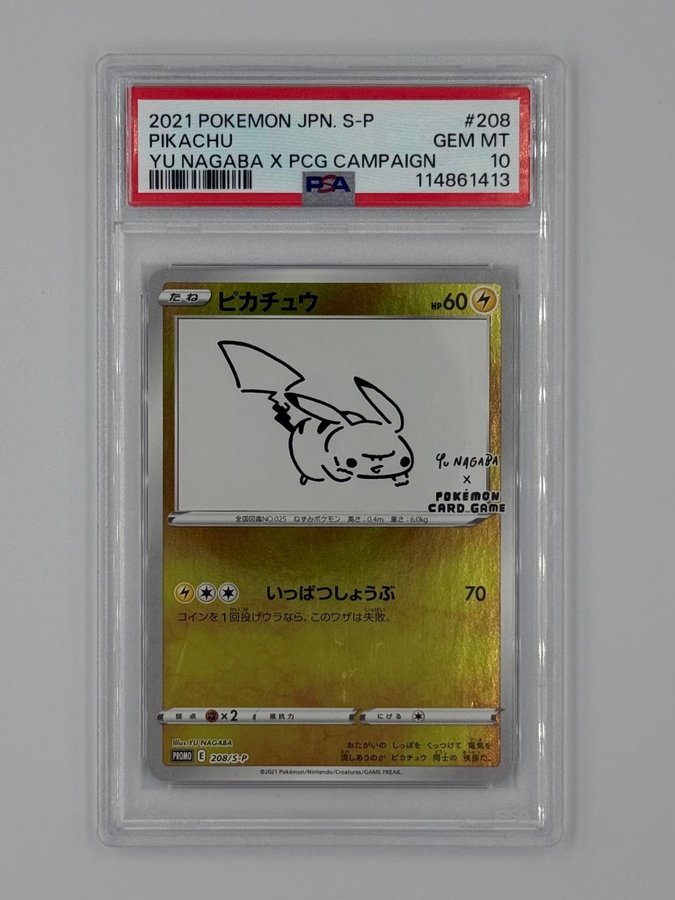 2021 POKEMON JPN. S-P #208
PIKACHU GEM MT
YU NAGABA X PCG CAMPAIGN 10
PSA 114861413
たね ピカチュウ HP60
Yu NAGABA
×
POKÉMON
CARD GAME
全国図鑑NO.025 ねずみポケモン 高さ:0.4m 重さ:6.0kg
いっぱつしょうぶ 70
コインを1回投げウラなら、このワザは失敗。
弱点 ×2 抵抗力 にげる
Illus. YU NAGABA
おたがいの しっぽを くっつけて 電気を
PROMO E 208/S-P
流しあうのが ピカチュウ 同士の 挨拶だ。
©2021 Pokémon/Nintendo/Creatures/GAME FREAK.